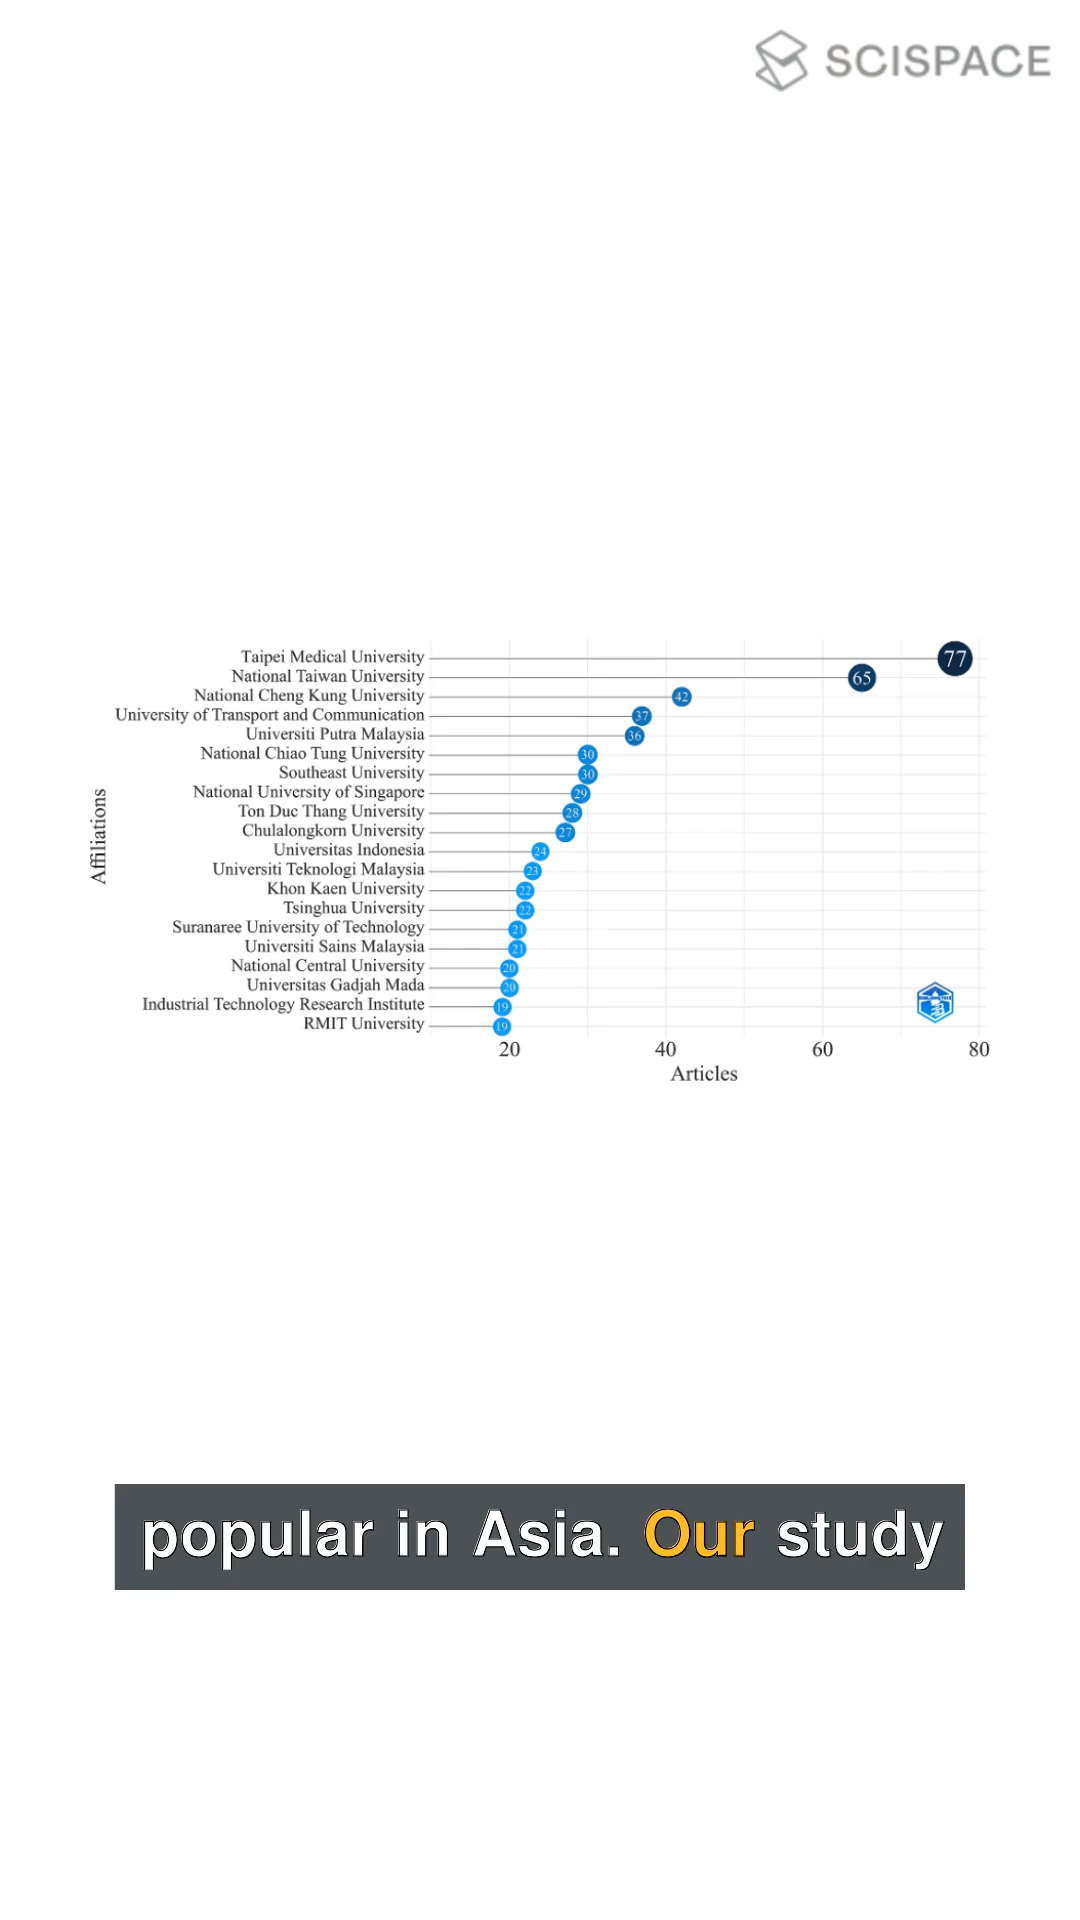 SCISPACE
Taipei Medical University 77
National Taiwan University 65
National Cheng Kung University 42
University of Transport and Communication 37
Universiti Putra Malaysia 36
National Chiao Tung University 30
Southeast University 30
National University of Singapore 29
Ton Duc Thang University 28
Chulalongkorn University 27
Universitas Indonesia 24
Universiti Teknologi Malaysia 23
Khon Kaen University 22
Tsinghua University 22
Suranaree University of Technology 21
Universiti Sains Malaysia 21
National Central University 20
Universitas Gadjah Mada 20
Industrial Technology Research Institute 19
RMIT University 19
Affiliations
20 40 60 80
Articles
popular in Asia. Our study